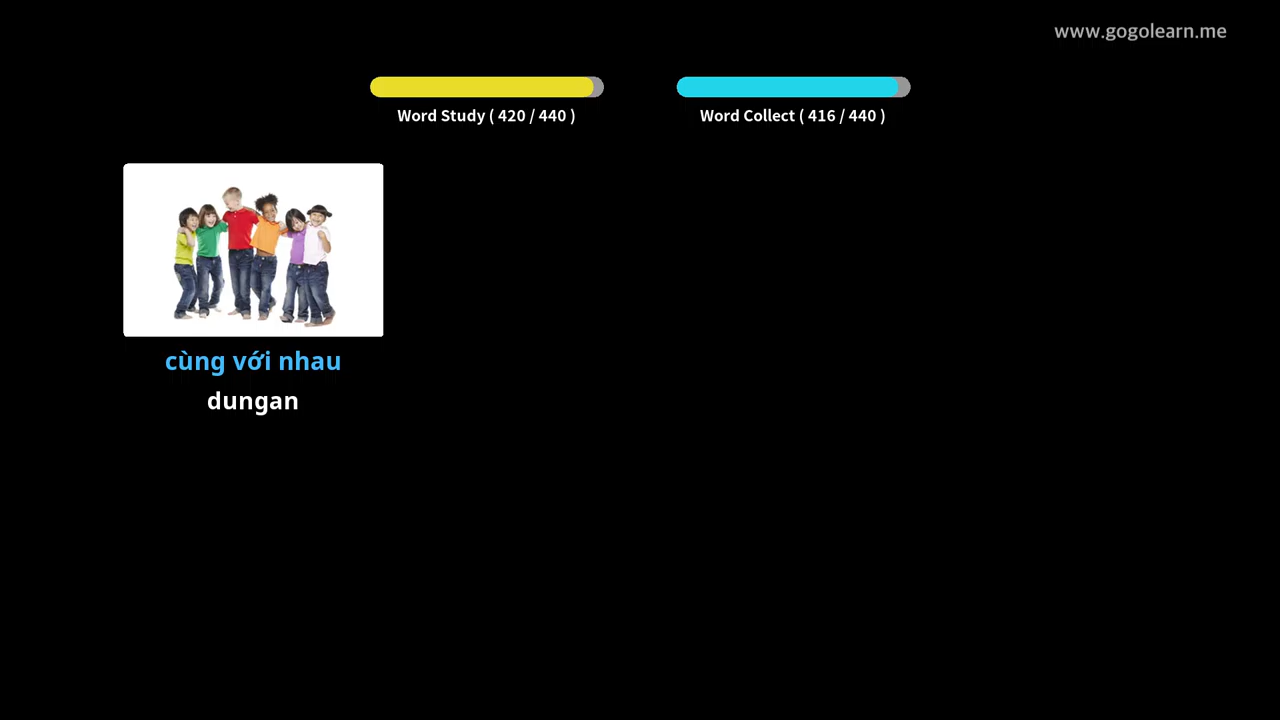 www.gogolearn.me
Word Study ( 420 / 440 )
Word Collect ( 416 / 440 )
cùng với nhau
dungan